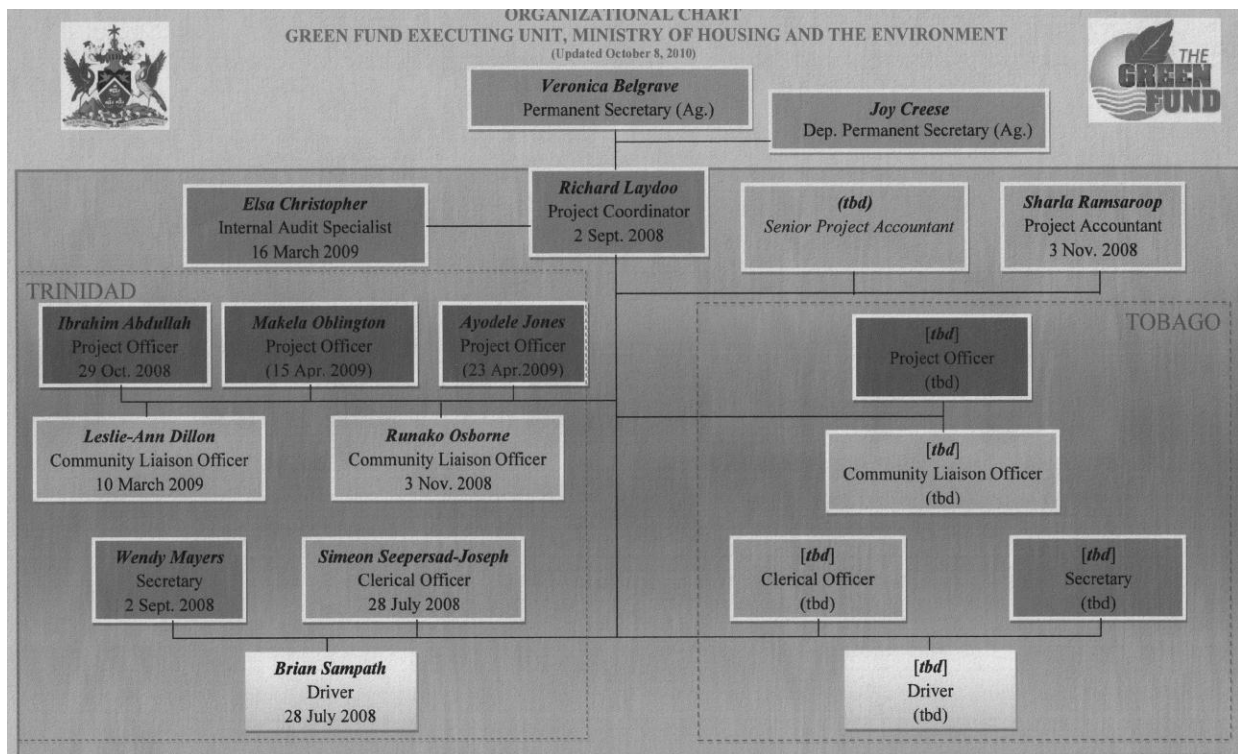 ORGANIZATIONAL CHART
GREEN FUND EXECUTING UNIT, MINISTRY OF HOUSING AND THE ENVIRONMENT
(Updated October 8, 2010)
THE
GREEN
FUND
Veronica Belgrave
Permanent Secretary (Ag.)
Joy Creese
Dep. Permanent Secretary (Ag.)
Richard Laydoo
Project Coordinator
2 Sept. 2008
Elsa Christopher
Internal Audit Specialist
16 March 2009
(tbd)
Senior Project Accountant
Sharla Ramsaroop
Project Accountant
3 Nov. 2008
TRINIDAD
Ibrahim Abdullah
Project Officer
29 Oct. 2008
Makela Oblington
Project Officer
(15 Apr. 2009)
Ayodele Jones
Project Officer
(23 Apr.2009)
Leslie-Ann Dillon
Community Liaison Officer
10 March 2009
Runako Osborne
Community Liaison Officer
3 Nov. 2008
Wendy Mayers
Secretary
2 Sept. 2008
Simeon Seepersad-Joseph
Clerical Officer
28 July 2008
Brian Sampath
Driver
28 July 2008
TOBAGO
[tbd]
Project Officer
(tbd)
[tbd]
Community Liaison Officer
(tbd)
[tbd]
Clerical Officer
(tbd)
[tbd]
Secretary
(tbd)
[tbd]
Driver
(tbd)